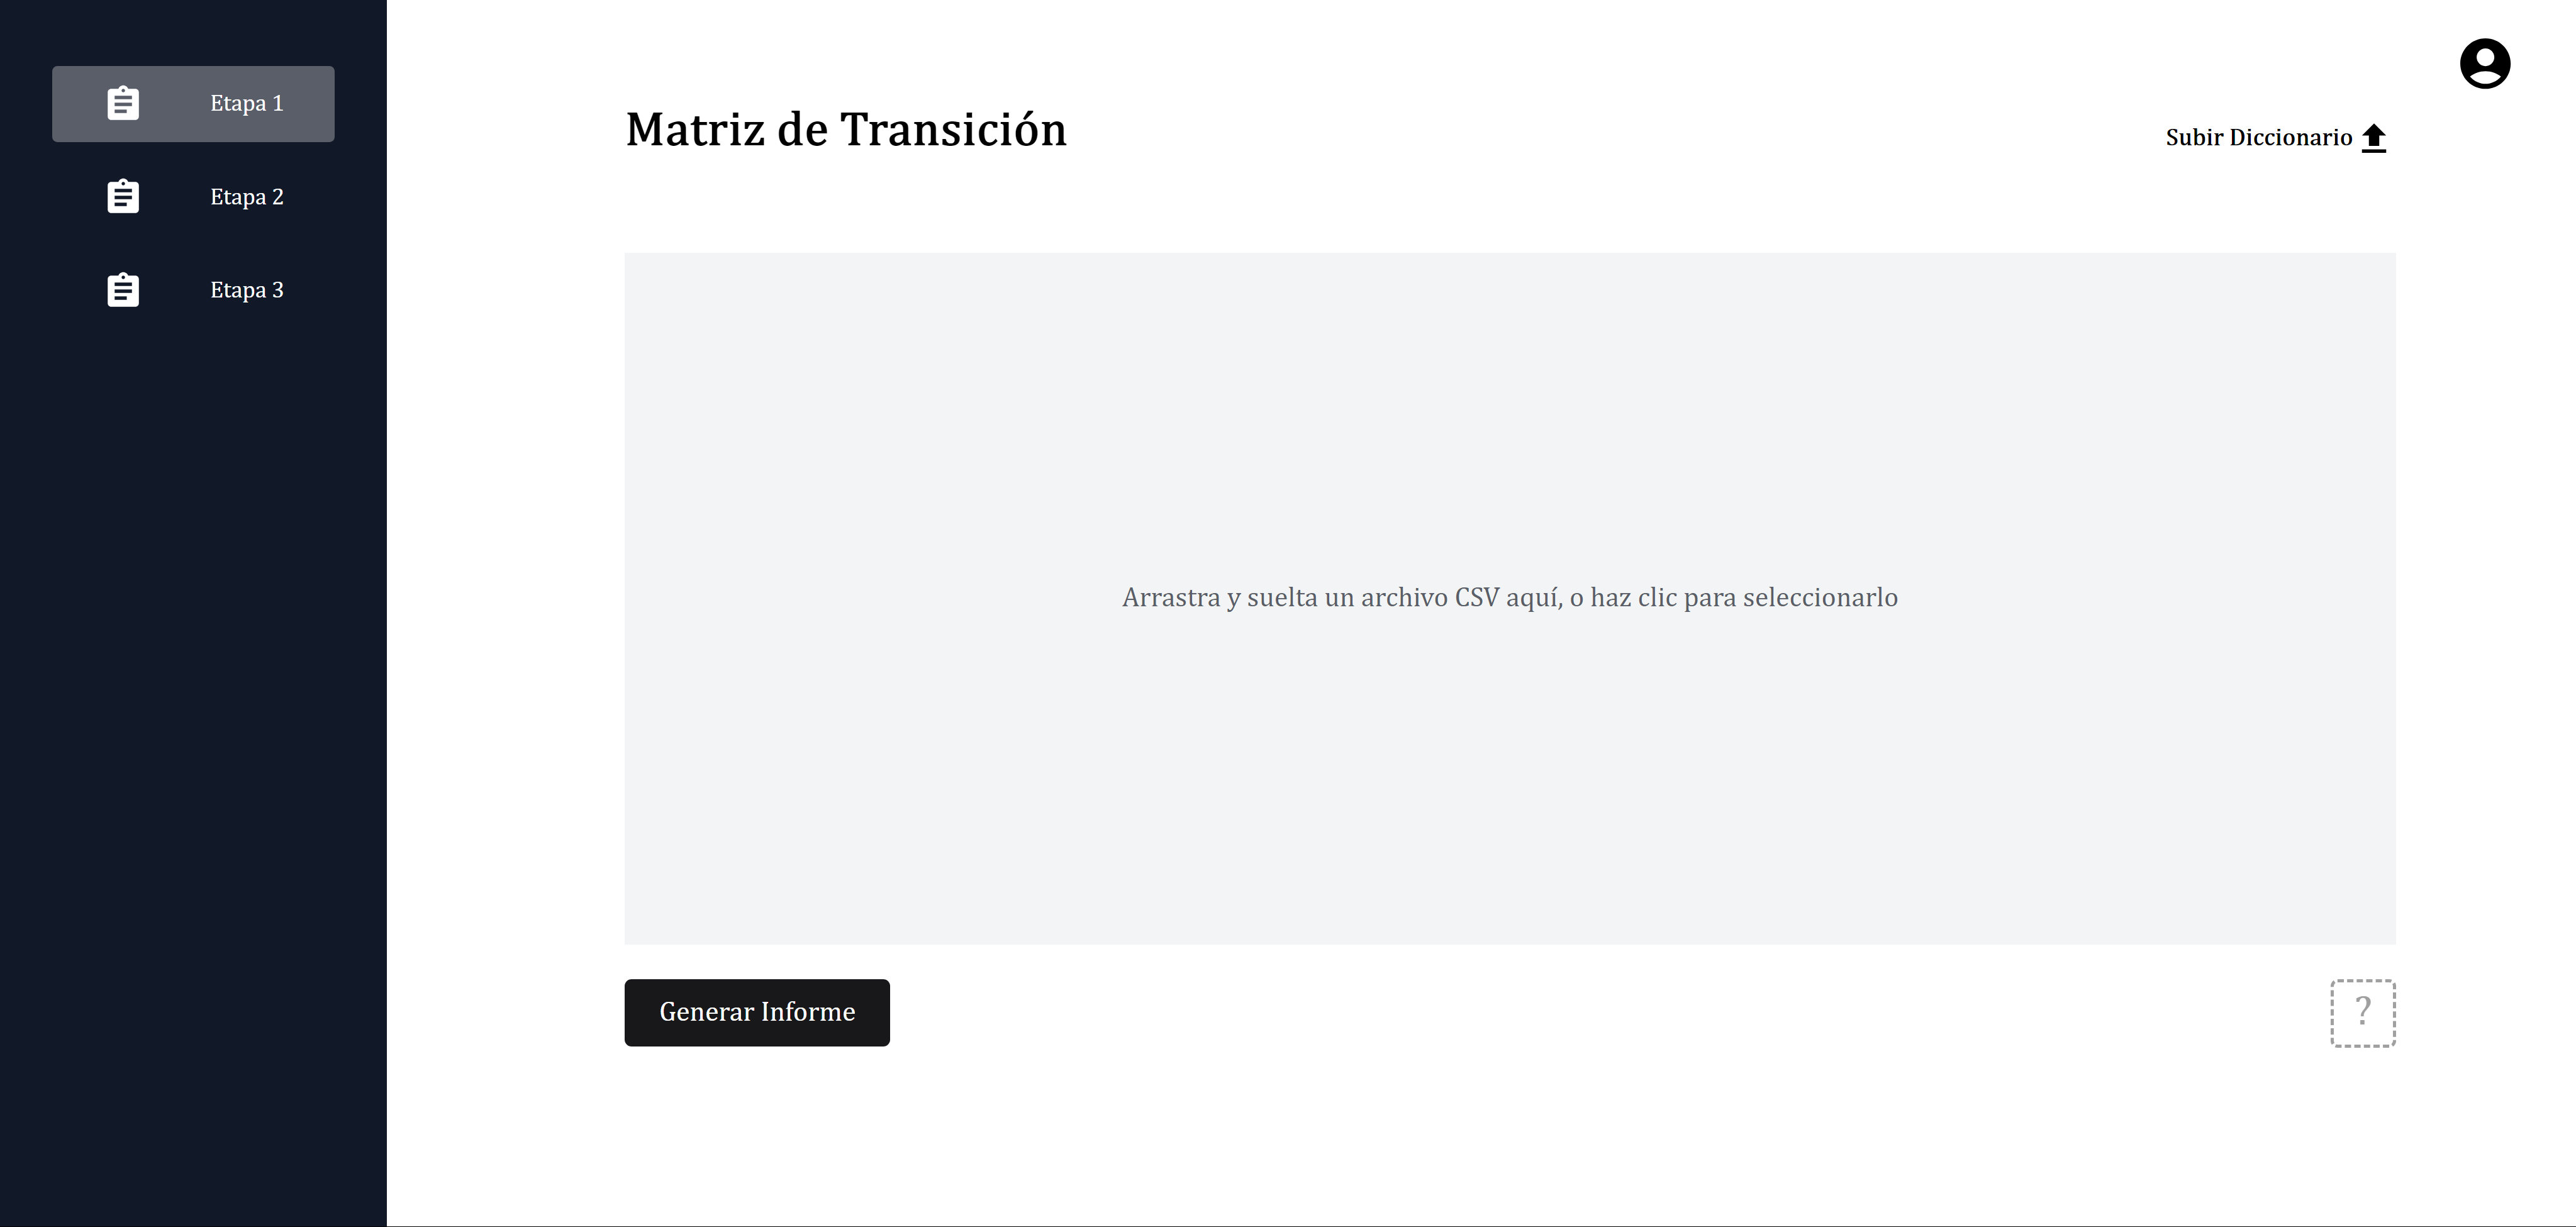 Etapa 1
Etapa 2
Etapa 3
Matriz de Transición
Subir Diccionario
Arrastra y suelta un archivo CSV aquí, o haz clic para seleccionarlo
Generar Informe
?